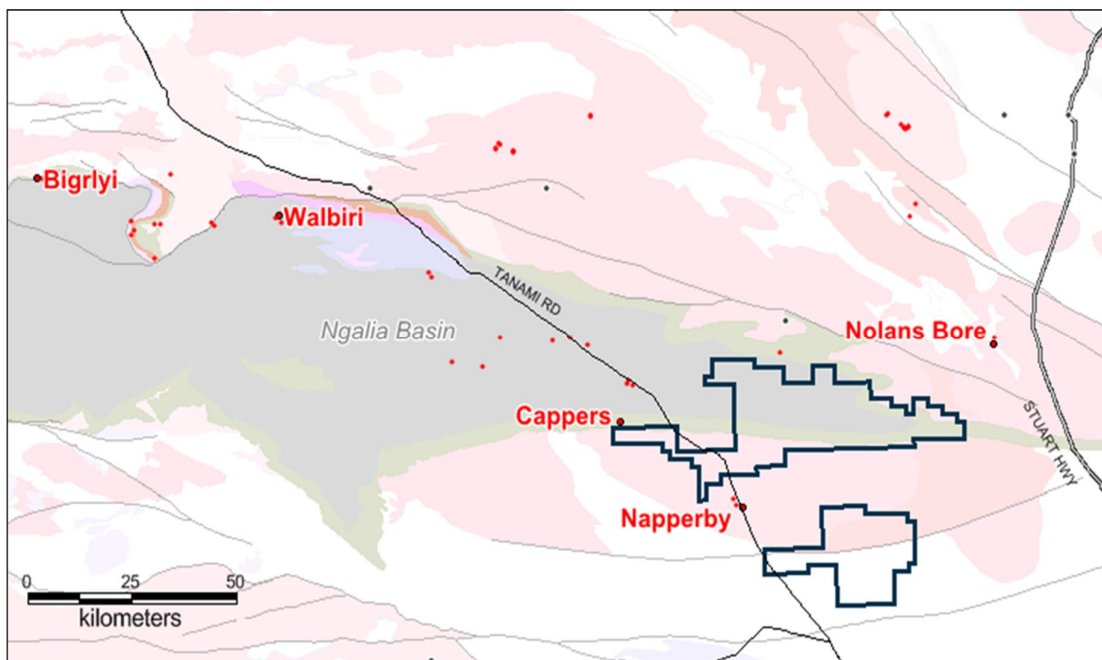 Bigrlyi
Walbiri
TANAMI RD
Ngalia Basin
Nolans Bore
Cappers
STUART HWY
Napperby
0 25 50
kilometers